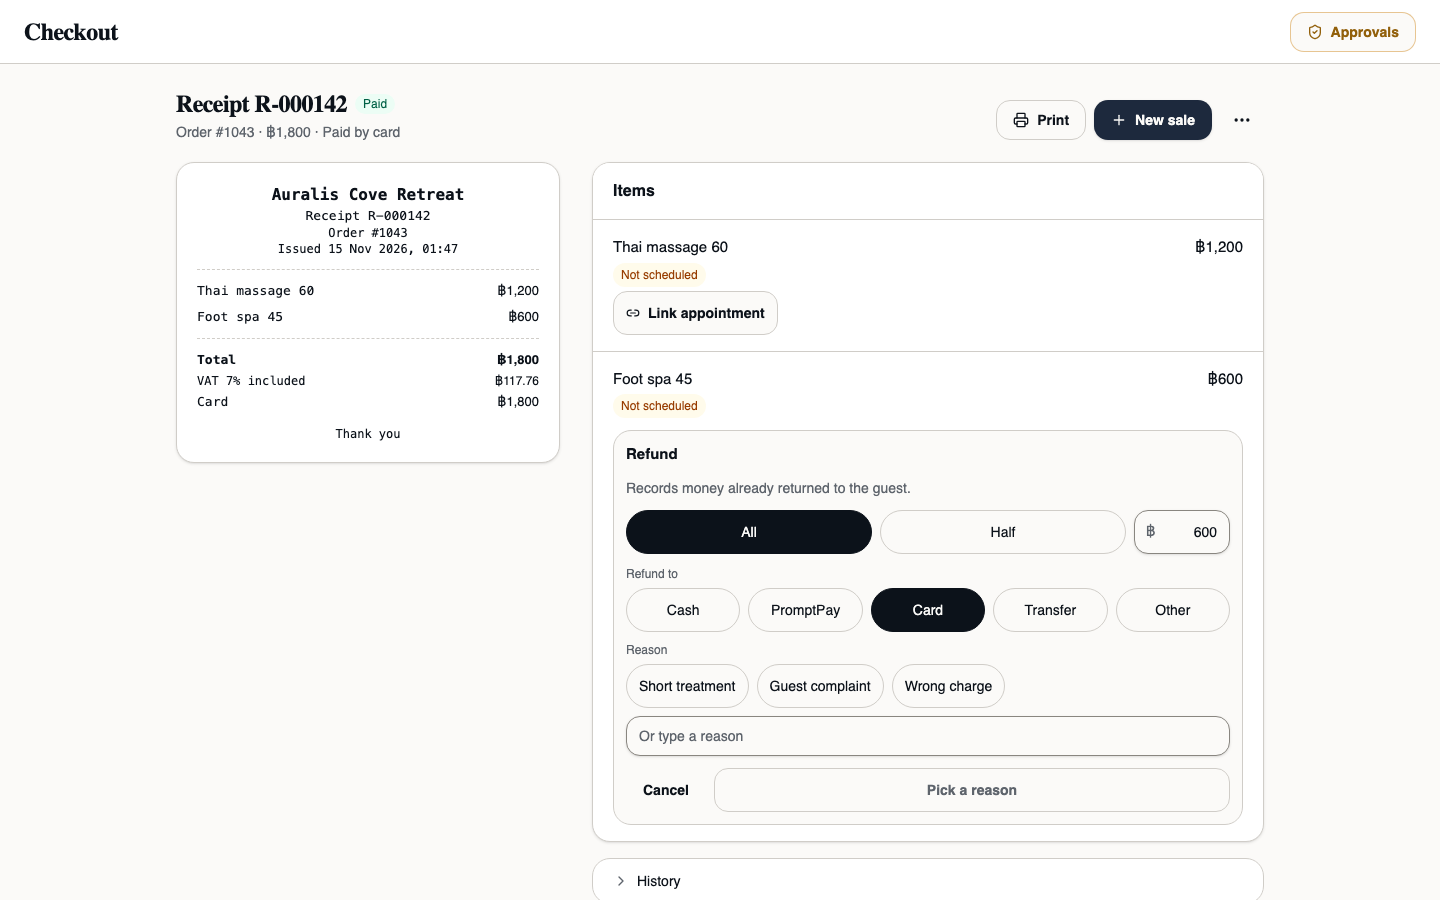 Checkout
Approvals
Receipt R-000142 Paid
Order #1043 · ฿1,800 · Paid by card
Print
New sale
Auralis Cove Retreat
Receipt R-000142
Order #1043
Issued 15 Nov 2026, 01:47
Thai massage 60 ฿1,200
Foot spa 45 ฿600
Total ฿1,800
VAT 7% included ฿117.76
Card ฿1,800
Thank you
Items
Thai massage 60 ฿1,200
Not scheduled
Link appointment
Foot spa 45 ฿600
Not scheduled
Refund
Records money already returned to the guest.
All Half ฿ 600
Refund to
Cash PromptPay Card Transfer Other
Reason
Short treatment Guest complaint Wrong charge
Or type a reason
Cancel Pick a reason
History